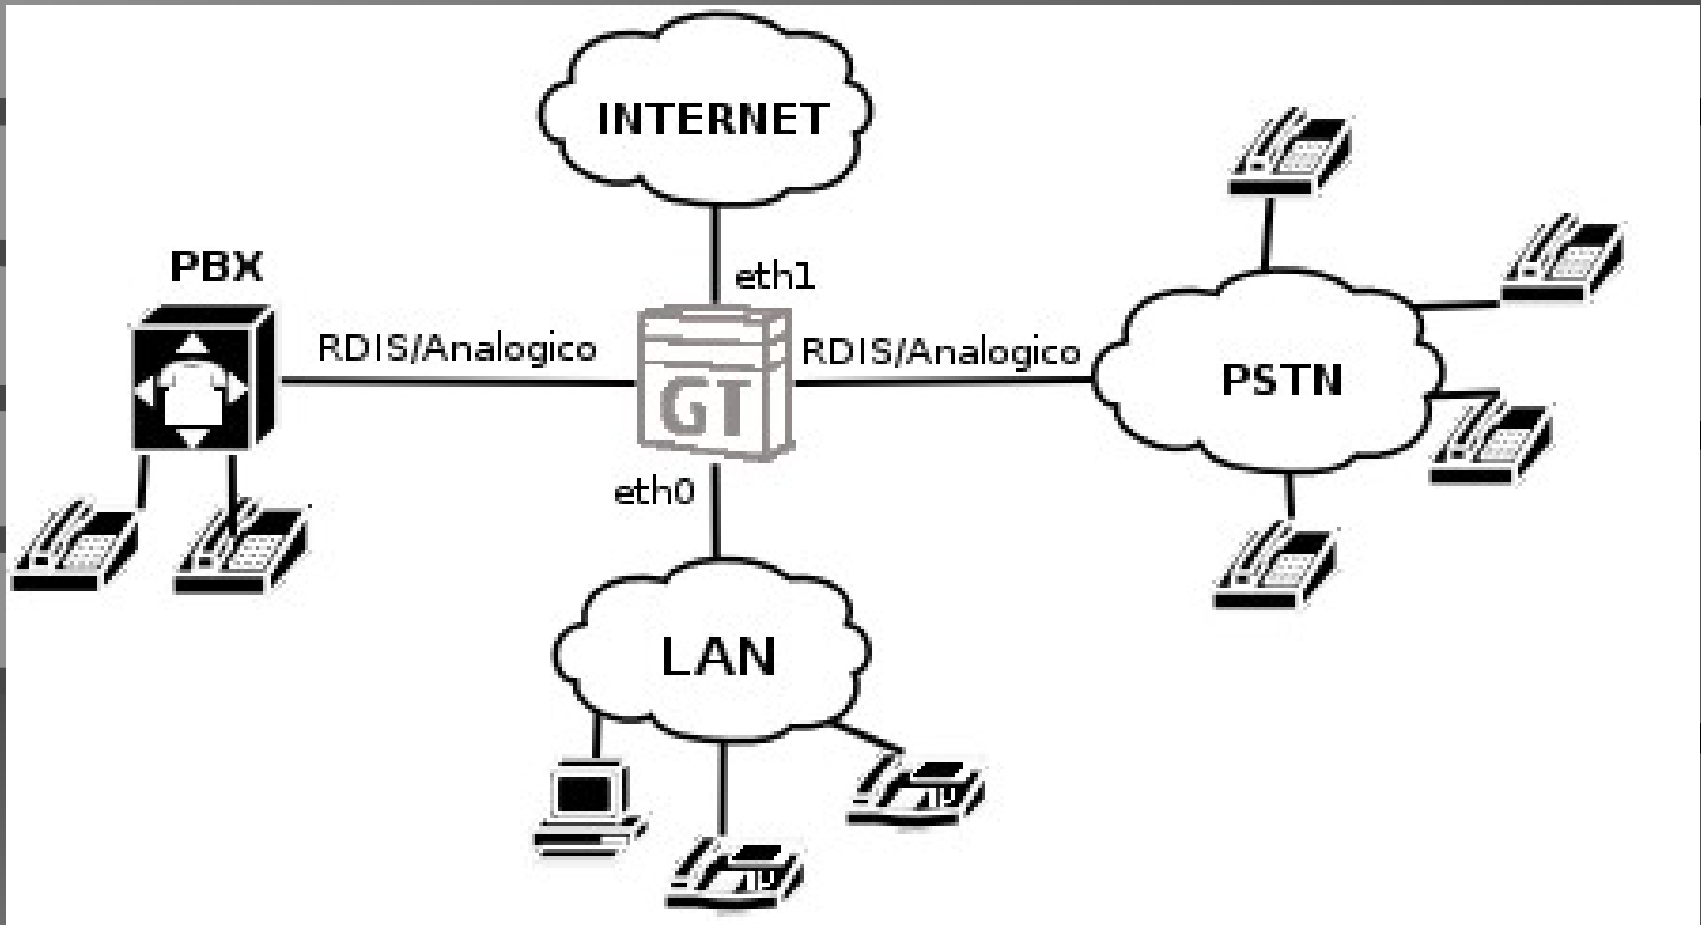 INTERNET
eth1
PBX
RDIS/Analogico
RDIS/Analogico
GT
PSTN
eth0
LAN